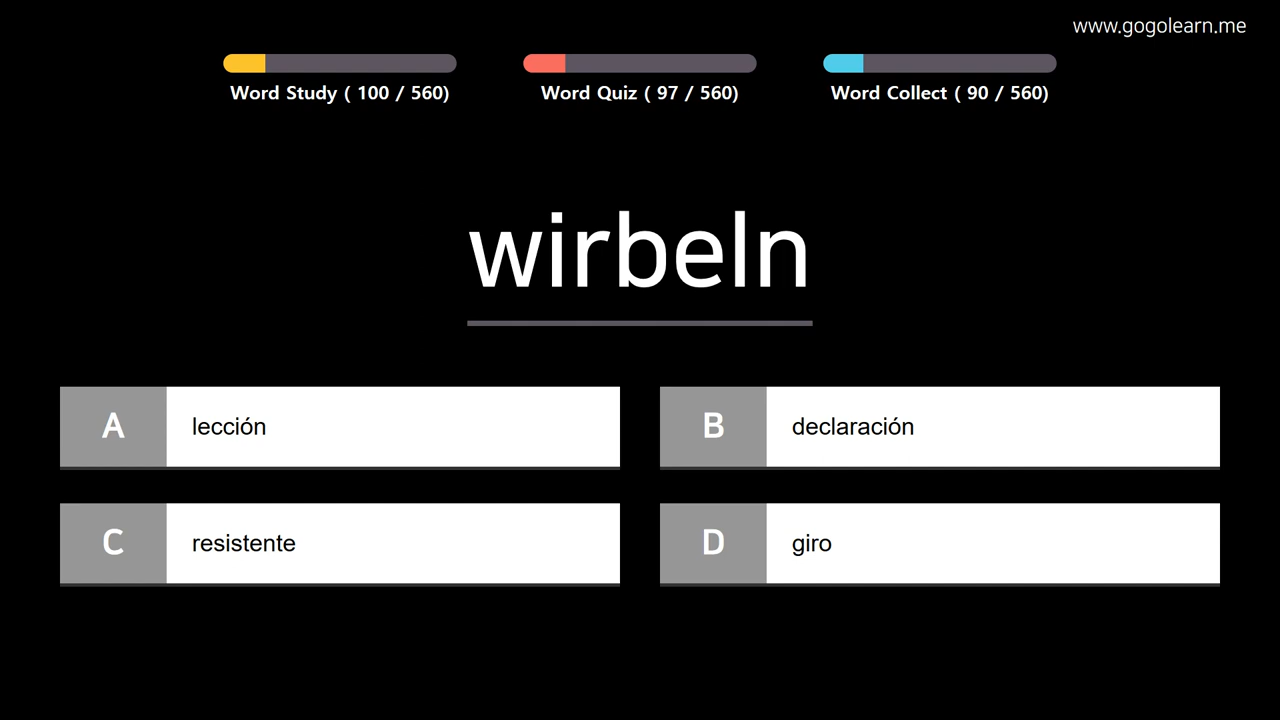 www.gogolearn.me
Word Study ( 100 / 560)
Word Quiz ( 97 / 560)
Word Collect ( 90 / 560)
wirbeln
A lección
B declaración
C resistente
D giro